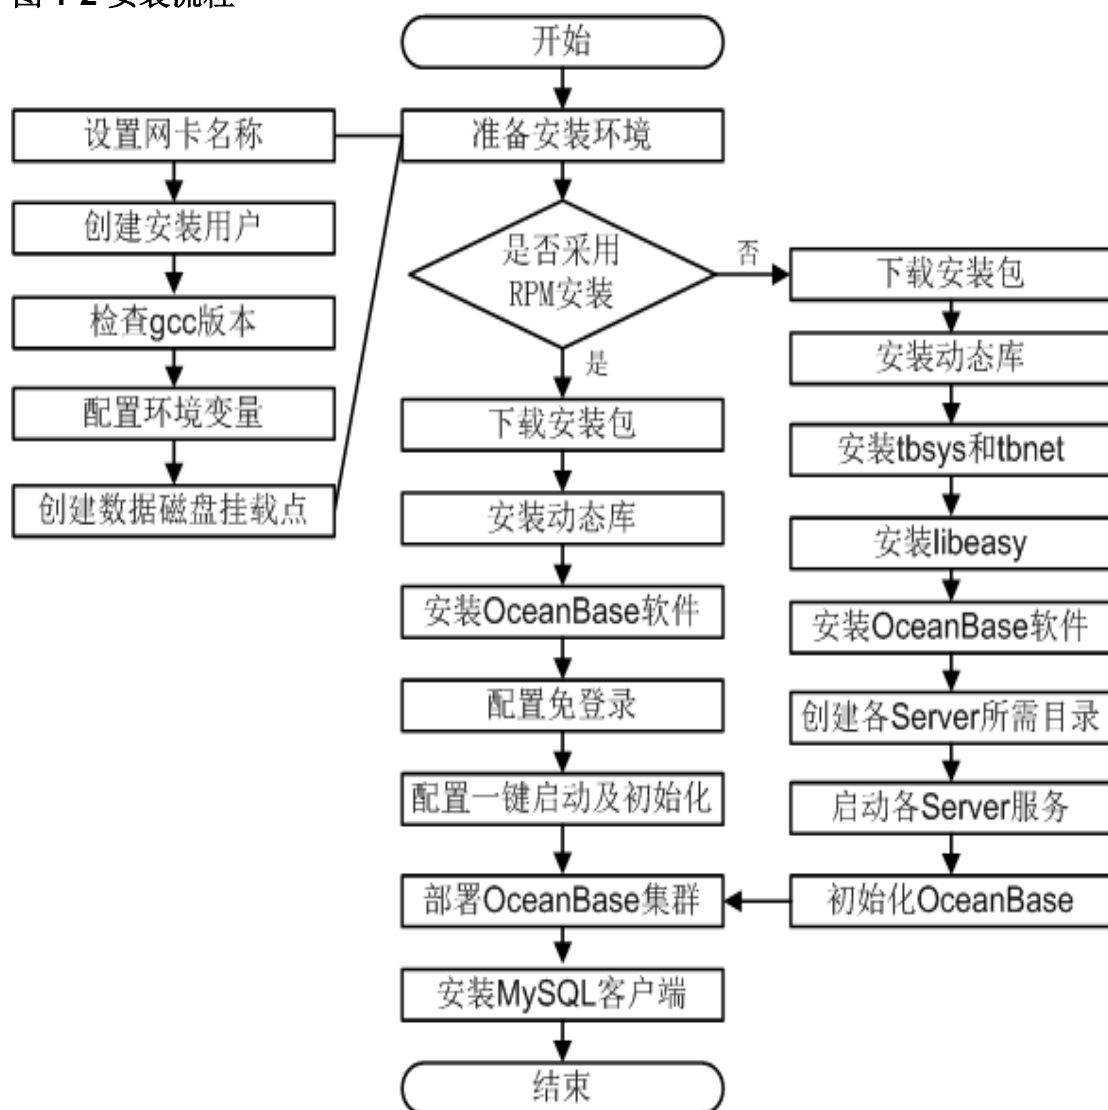 图 1-2 安装流程
开始
准备安装环境
设置网卡名称
创建安装用户
检查gcc版本
配置环境变量
创建数据磁盘挂载点
是否采用
RPM安装
否
是
下载安装包
安装动态库
安装OceanBase软件
配置免登录
配置一键启动及初始化
部署OceanBase集群
安装MySQL客户端
结束
下载安装包
安装动态库
安装tbsys和tbnet
安装libeasy
安装OceanBase软件
创建各Server所需目录
启动各Server服务
初始化OceanBase